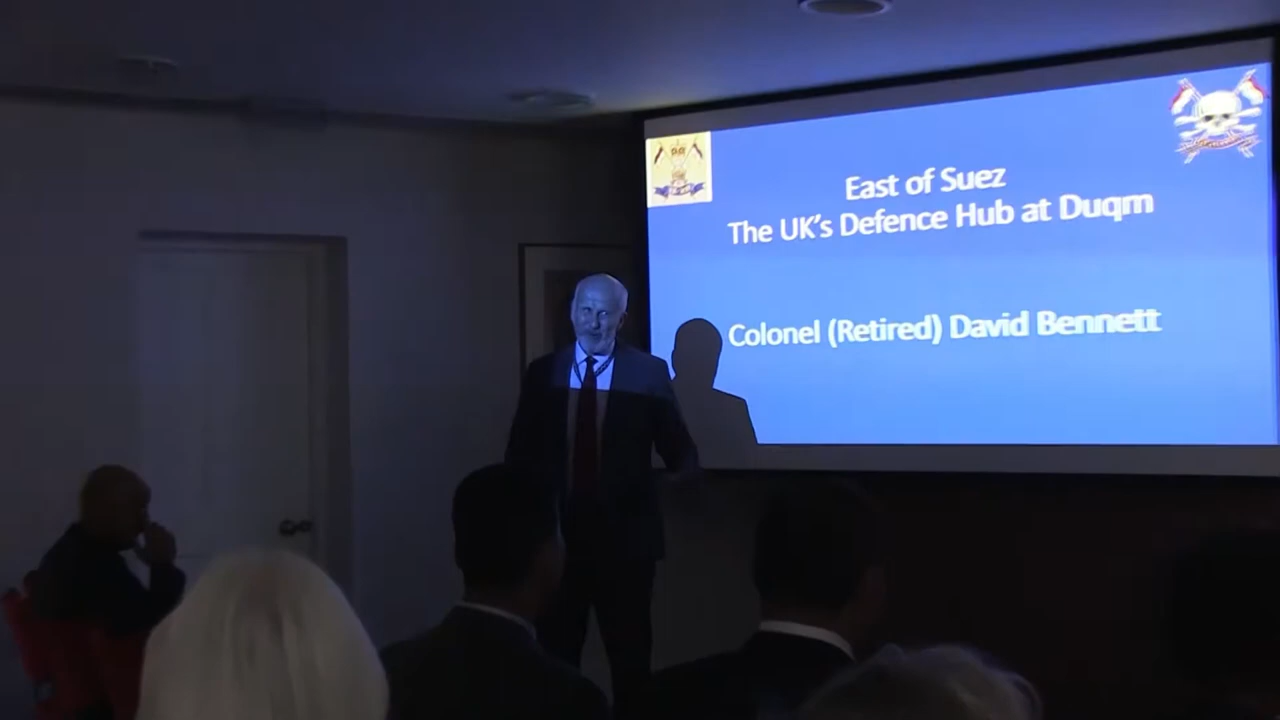 East of Suez
The UK's Defence Hub at Duqm
Colonel (Retired) David Bennett